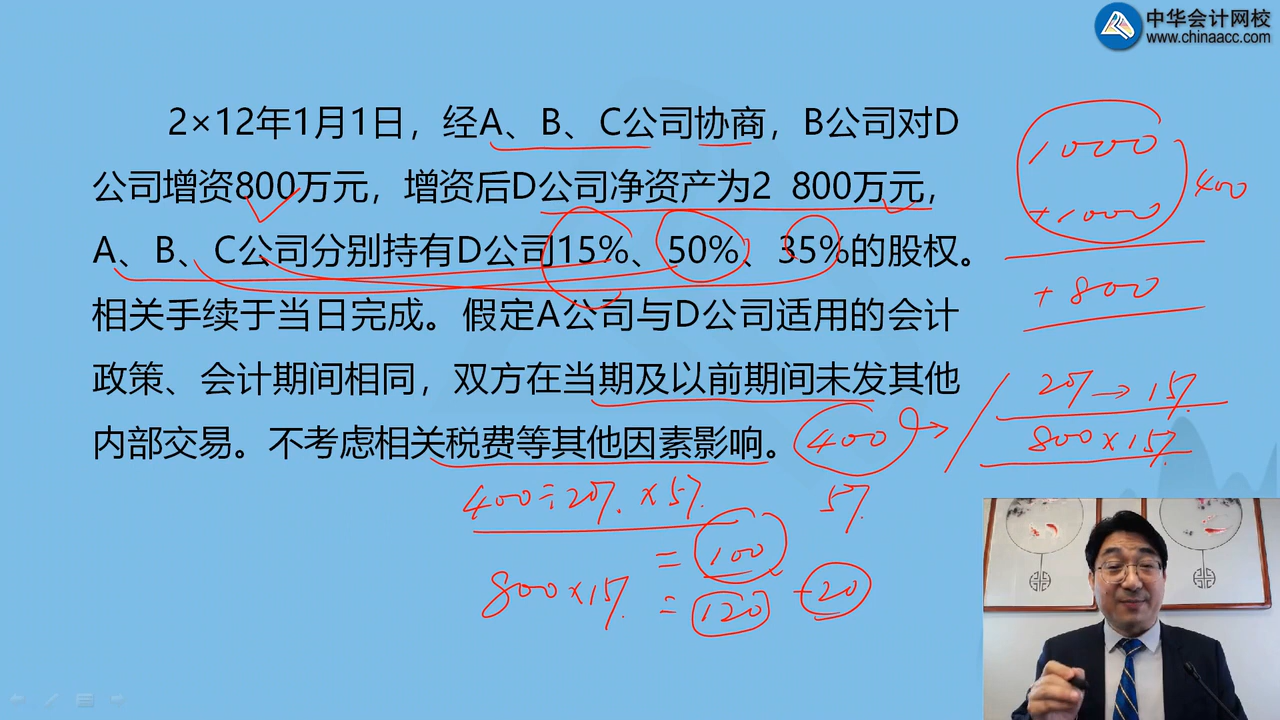 中华会计网校
www.chinaacc.com
2×12年1月1日，经A、B、C公司协商，B公司对D
公司增资800万元，增资后D公司净资产为2 800万元，
A、B、C公司分别持有D公司15%、50%、35%的股权。
相关手续于当日完成。假定A公司与D公司适用的会计
政策、会计期间相同，双方在当期及以前期间未发其他
内部交易。不考虑相关税费等其他因素影响。
1000
+1000
400
+800
20%→15%
800×15%
400
5%
400÷20%×5%
=100
800×15%=120
+20